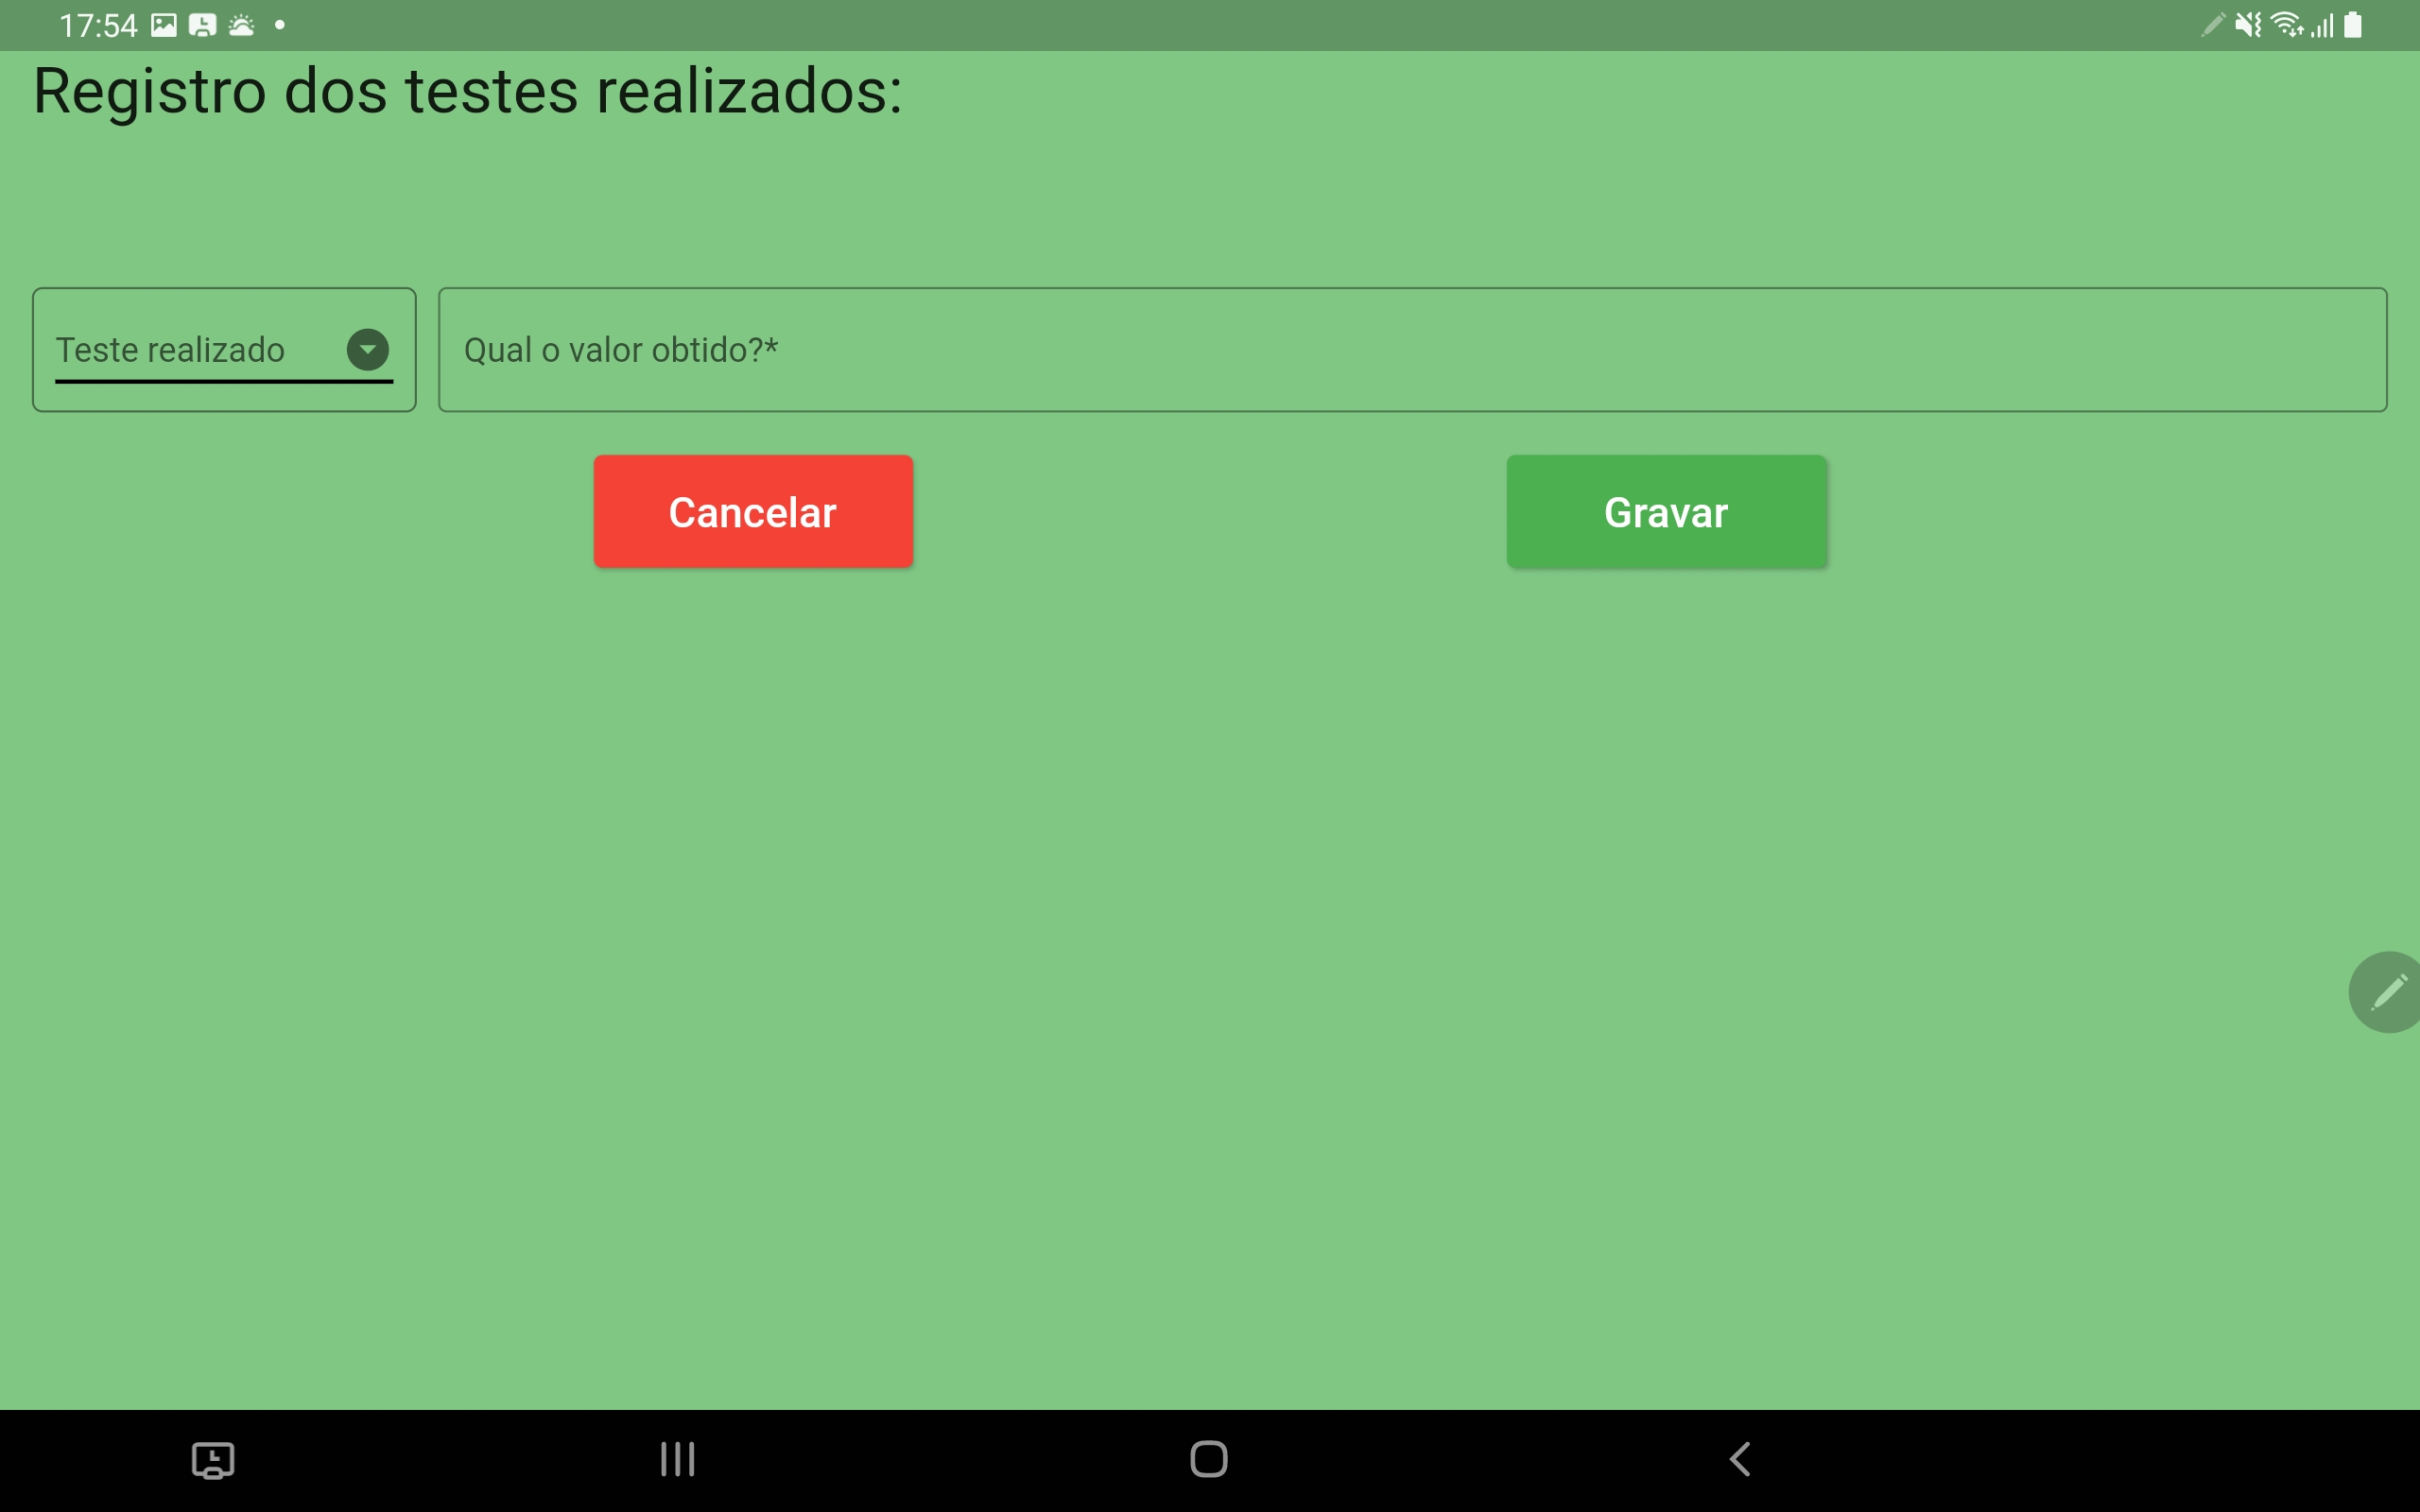 17:54
Registro dos testes realizados:
Teste realizado
Qual o valor obtido?*
Cancelar
Gravar